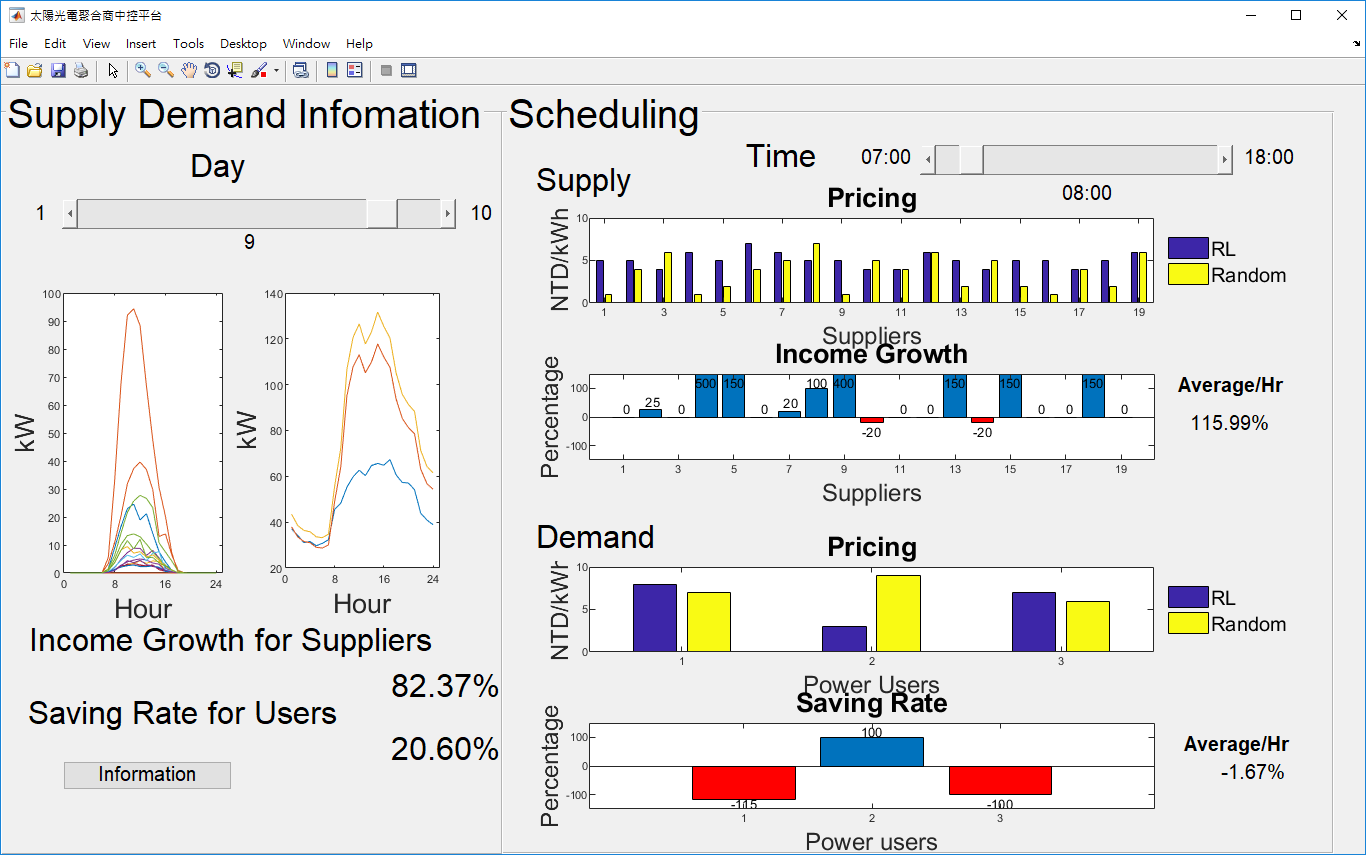 太陽光電聚合商中控平台
File Edit View Insert Tools Desktop Window Help
Supply Demand Infomation
Day
1 10
9
100
90
80
70
60
50
40
30
20
10
0
kW
0 8 16 24
Hour
140
120
100
80
60
40
20
kW
0 8 16 24
Hour
Income Growth for Suppliers
82.37%
Saving Rate for Users
20.60%
Information
Scheduling
Time 07:00 18:00
08:00
Supply
Pricing
NTD/kWh
10
5
0
1 3 5 7 9 11 13 15 17 19
Suppliers
RL
Random
Income Growth
Percentage
100
0
-100
0 25 0 500 150 0 20 100 400 -20 0 0 150 -20 150 0 0 150 0
1 3 5 7 9 11 13 15 17 19
Suppliers
Average/Hr
115.99%
Demand
Pricing
NTD/kWh
10
5
0
1 2 3
Power Users
RL
Random
Saving Rate
Percentage
100
0
-100
-115 100 -100
1 2 3
Power users
Average/Hr
-1.67%